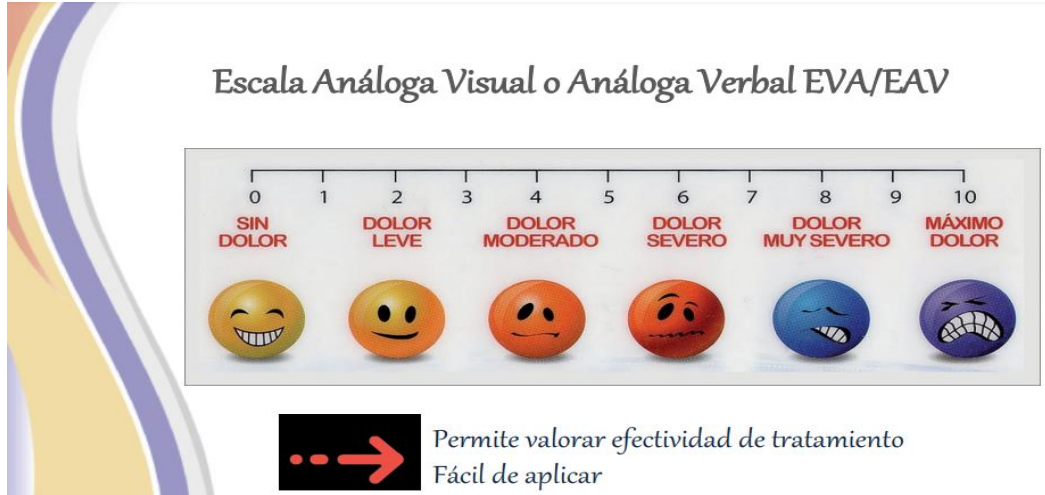 Escala Análoga Visual o Análoga Verbal EVA/EAV
0 1 2 3 4 5 6 7 8 9 10
SIN DOLOR DOLOR DOLOR DOLOR MÁXIMO
DOLOR LEVE MODERADO SEVERO MUY SEVERO DOLOR
Permite valorar efectividad de tratamiento
Fácil de aplicar